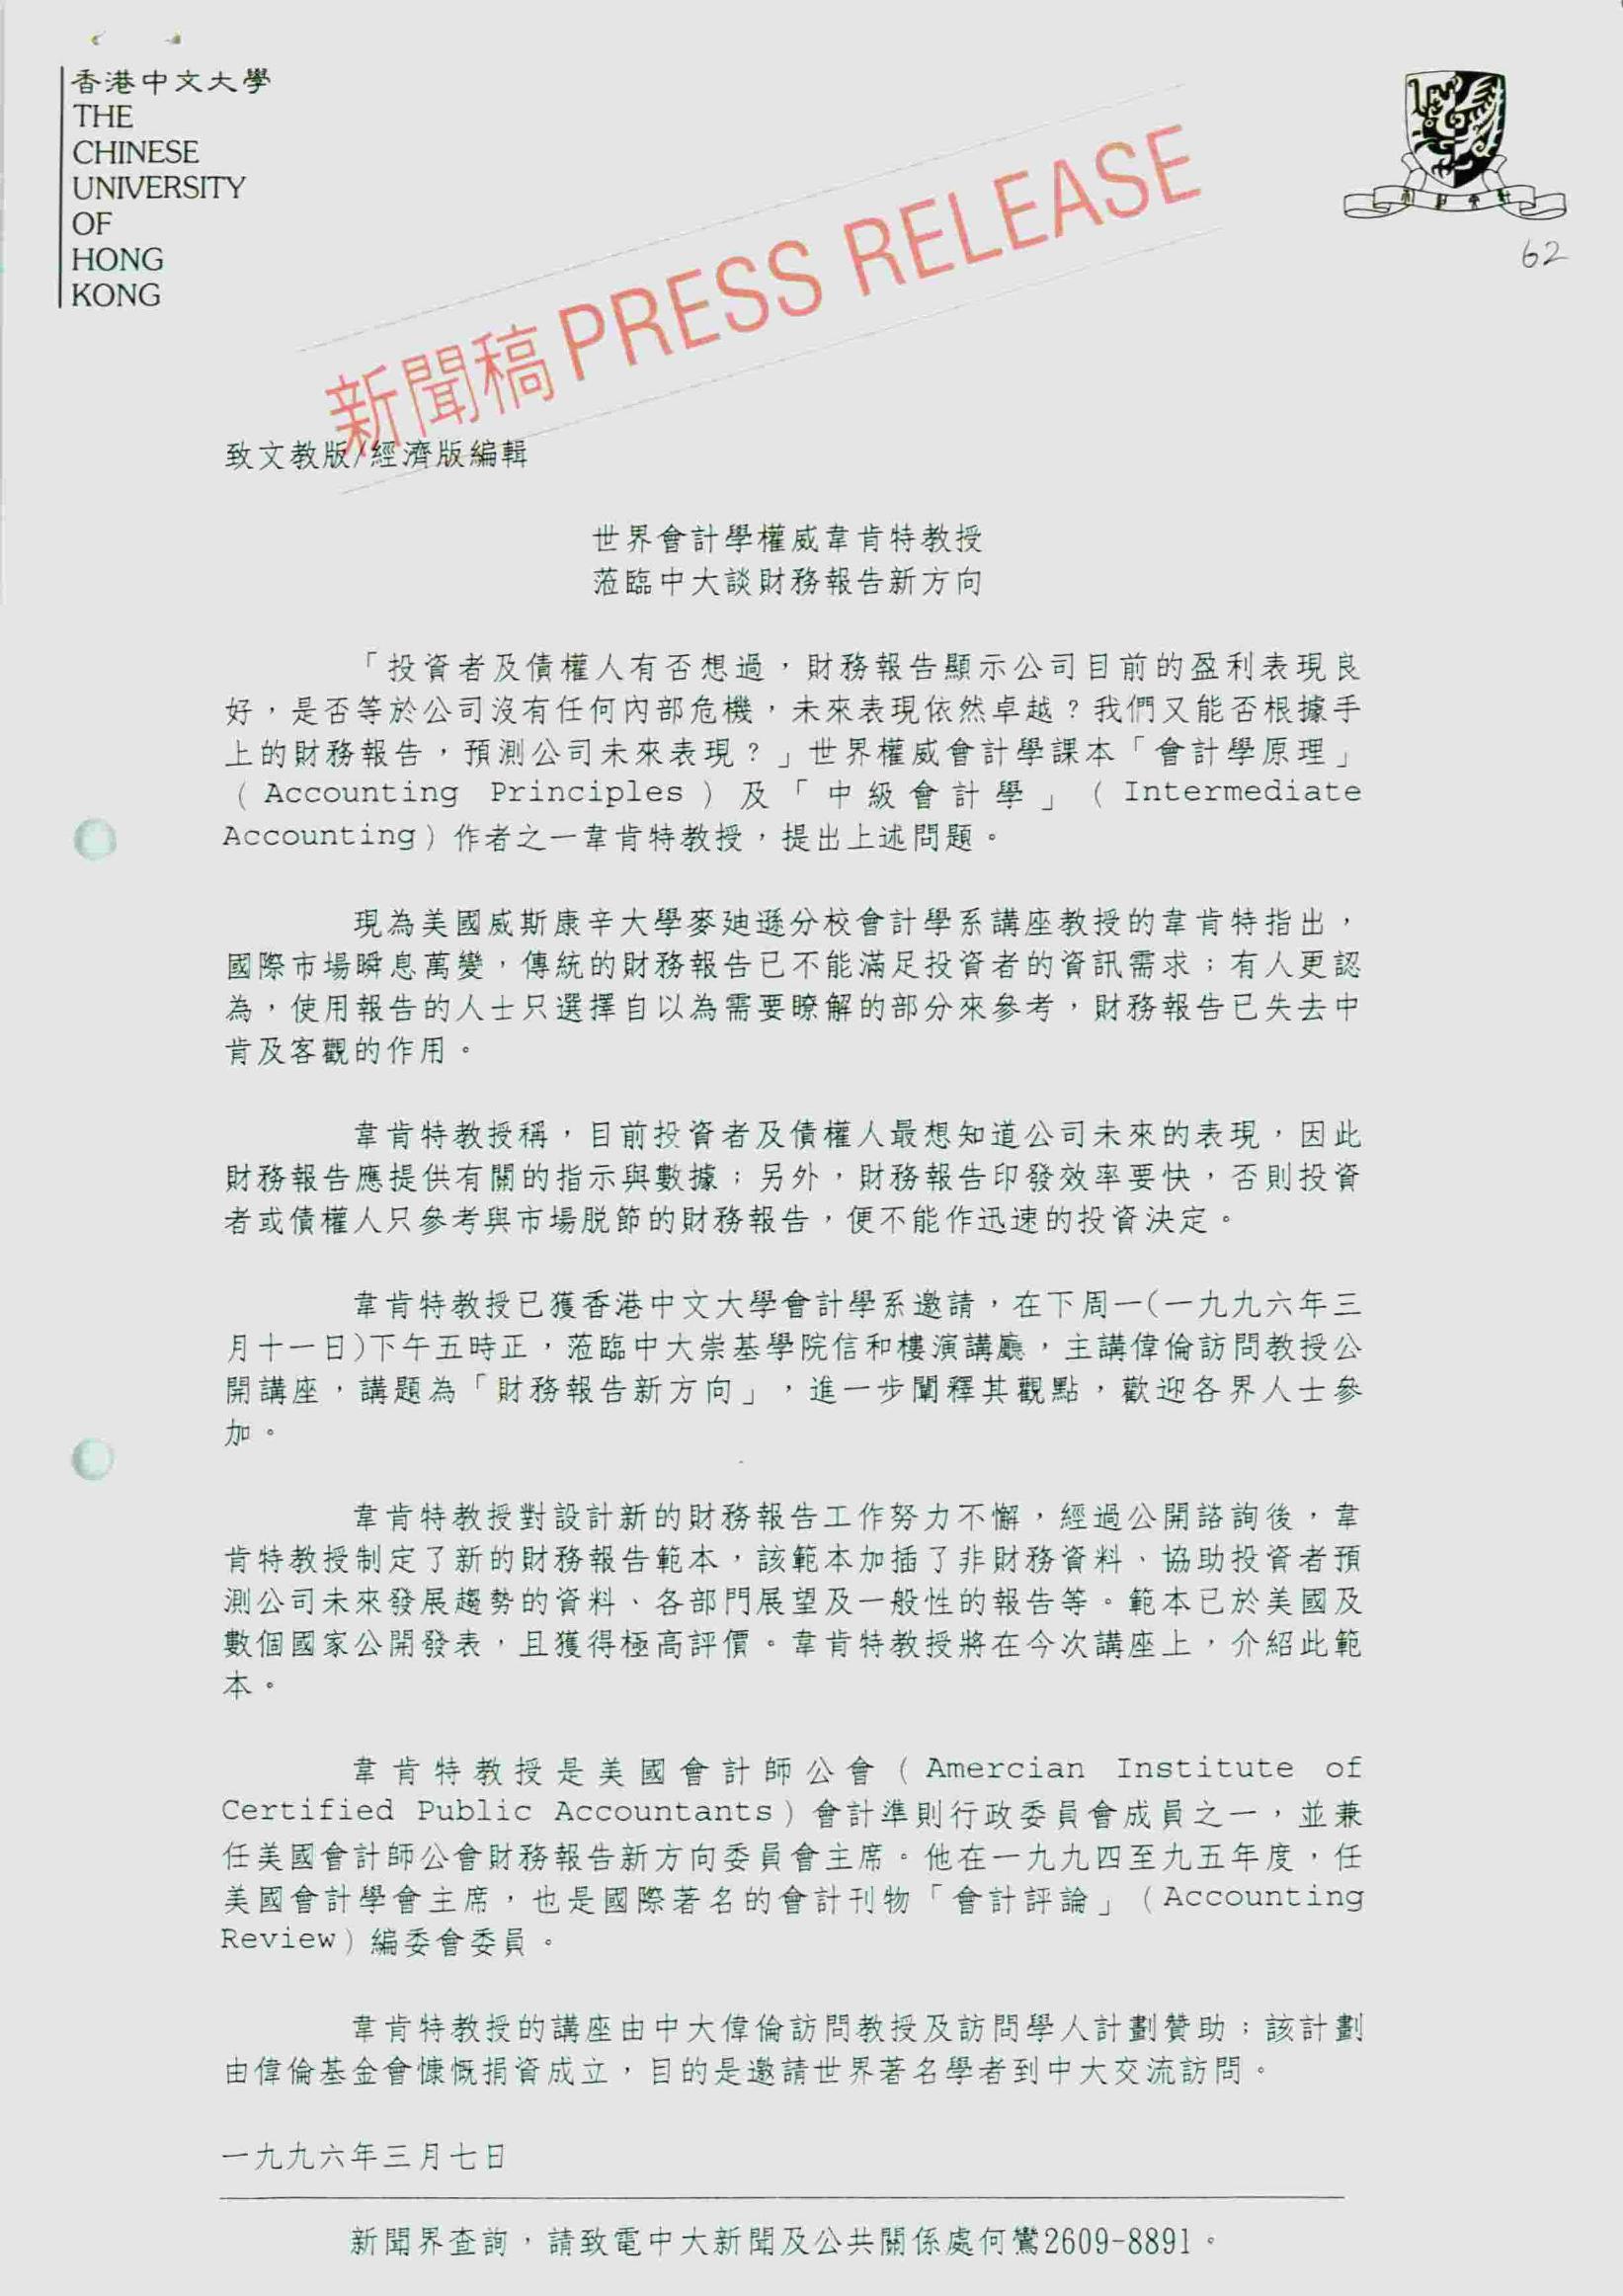 香港中文大學
THE
CHINESE
UNIVERSITY
OF
HONG
KONG
62
新聞稿 PRESS RELEASE
致文教版/經濟版編輯
世界會計學權威韋肯特教授
蒞臨中大談財務報告新方向
「投資者及債權人有否想過，財務報告顯示公司目前的盈利表現良
好，是否等於公司沒有任何內部危機，未來表現依然卓越？我們又能否根據手
上的財務報告，預測公司未來表現？」世界權威會計學課本「會計學原理」
（Accounting Principles）及「中級會計學」（Intermediate
Accounting）作者之一韋肯特教授，提出上述問題。
現為美國威斯康辛大學麥廸遜分校會計學系講座教授的韋肯特指出，
國際市場瞬息萬變，傳統的財務報告已不能滿足投資者的資訊需求；有人更認
為，使用報告的人士只選擇自以為需要瞭解的部分來參考，財務報告已失去中
肯及客觀的作用。
韋肯特教授稱，目前投資者及債權人最想知道公司未來的表現，因此
財務報告應提供有關的指示與數據；另外，財務報告印發效率要快，否則投資
者或債權人只參考與市場脫節的財務報告，便不能作迅速的投資決定。
韋肯特教授已獲香港中文大學會計學系邀請，在下周一(一九九六年三
月十一日)下午五時正，蒞臨中大崇基學院信和樓演講廳，主講偉倫訪問教授公
開講座，講題為「財務報告新方向」，進一步闡釋其觀點，歡迎各界人士參
加。
韋肯特教授對設計新的財務報告工作努力不懈，經過公開諮詢後，韋
肯特教授制定了新的財務報告範本，該範本加插了非財務資料、協助投資者預
測公司未來發展趨勢的資料、各部門展望及一般性的報告等。範本已於美國及
數個國家公開發表，且獲得極高評價。韋肯特教授將在今次講座上，介紹此範
本。
韋肯特教授是美國會計師公會（Amercian Institute of
Certified Public Accountants）會計準則行政委員會成員之一，並兼
任美國會計師公會財務報告新方向委員會主席。他在一九九四至九五年度，任
美國會計學會主席，也是國際著名的會計刊物「會計評論」（Accounting
Review）編委會委員。
韋肯特教授的講座由中大偉倫訪問教授及訪問學人計劃贊助；該計劃
由偉倫基金會慷慨捐資成立，目的是邀請世界著名學者到中大交流訪問。
一九九六年三月七日
新聞界查詢，請致電中大新聞及公共關係處何鸞2609-8891。